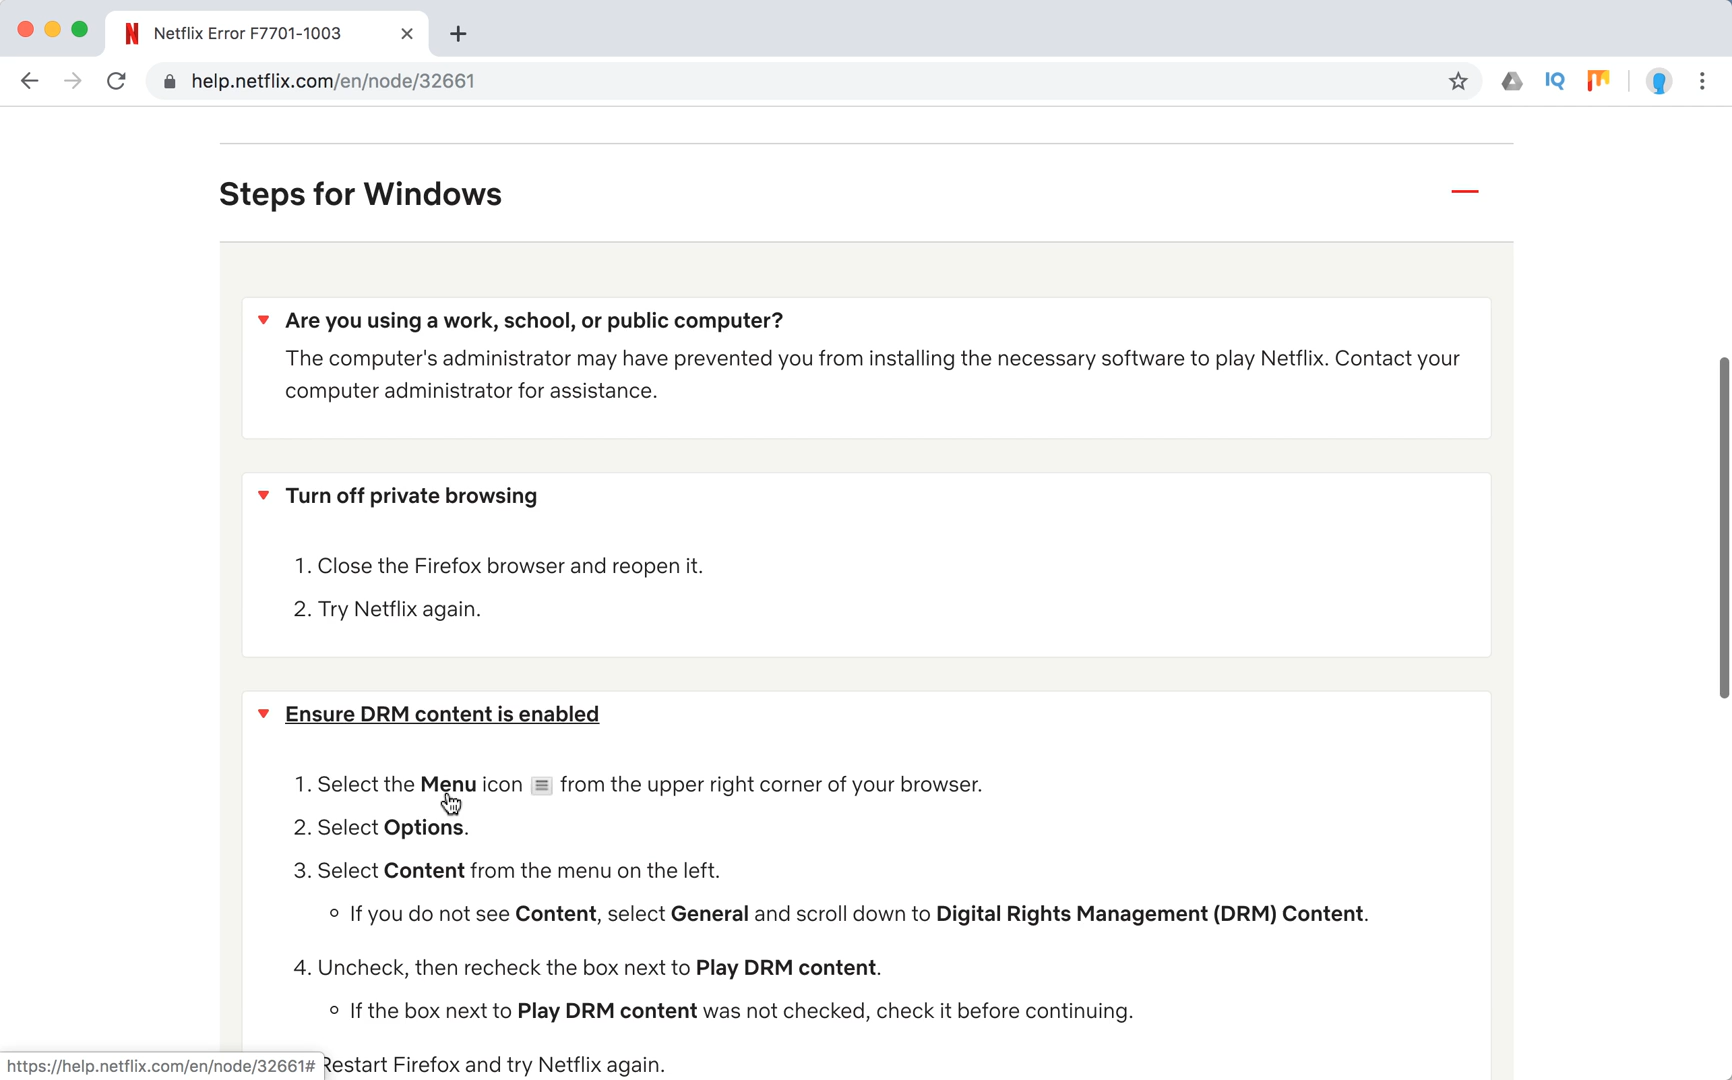 Netflix Error F7701-1003
help.netflix.com/en/node/32661
IQ
Steps for Windows
Are you using a work, school, or public computer?
The computer's administrator may have prevented you from installing the necessary software to play Netflix. Contact your
computer administrator for assistance.
Turn off private browsing
1. Close the Firefox browser and reopen it.
2. Try Netflix again.
Ensure DRM content is enabled
1. Select the Menu icon from the upper right corner of your browser.
2. Select Options.
3. Select Content from the menu on the left.
If you do not see Content, select General and scroll down to Digital Rights Management (DRM) Content.
4. Uncheck, then recheck the box next to Play DRM content.
If the box next to Play DRM content was not checked, check it before continuing.
Restart Firefox and try Netflix again.
https://help.netflix.com/en/node/32661#